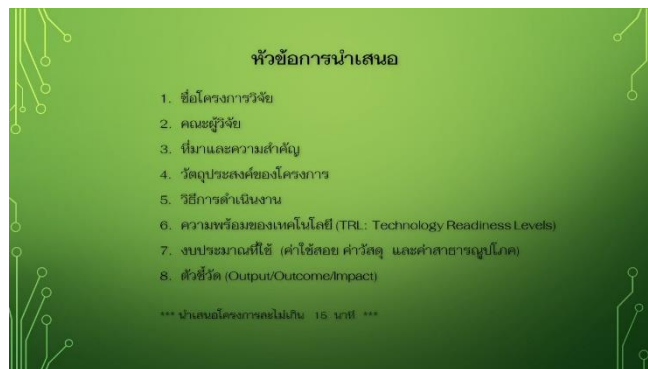 หัวข้อการนำเสนอ
1. ชื่อโครงการวิจัย
2. คณะผู้วิจัย
3. ที่มาและความสำคัญ
4. วัตถุประสงค์ของโครงการ
5. วิธีการดำเนินงาน
6. ความพร้อมของเทคโนโลยี (TRL: Technology Readiness Levels)
7. งบประมาณที่ใช้ (ค่าใช้สอย ค่าวัสดุ และค่าสาธารณูปโภค)
8. ตัวชี้วัด (Output/Outcome/Impact)
*** นำเสนอโครงการละไม่เกิน 15 นาที ***